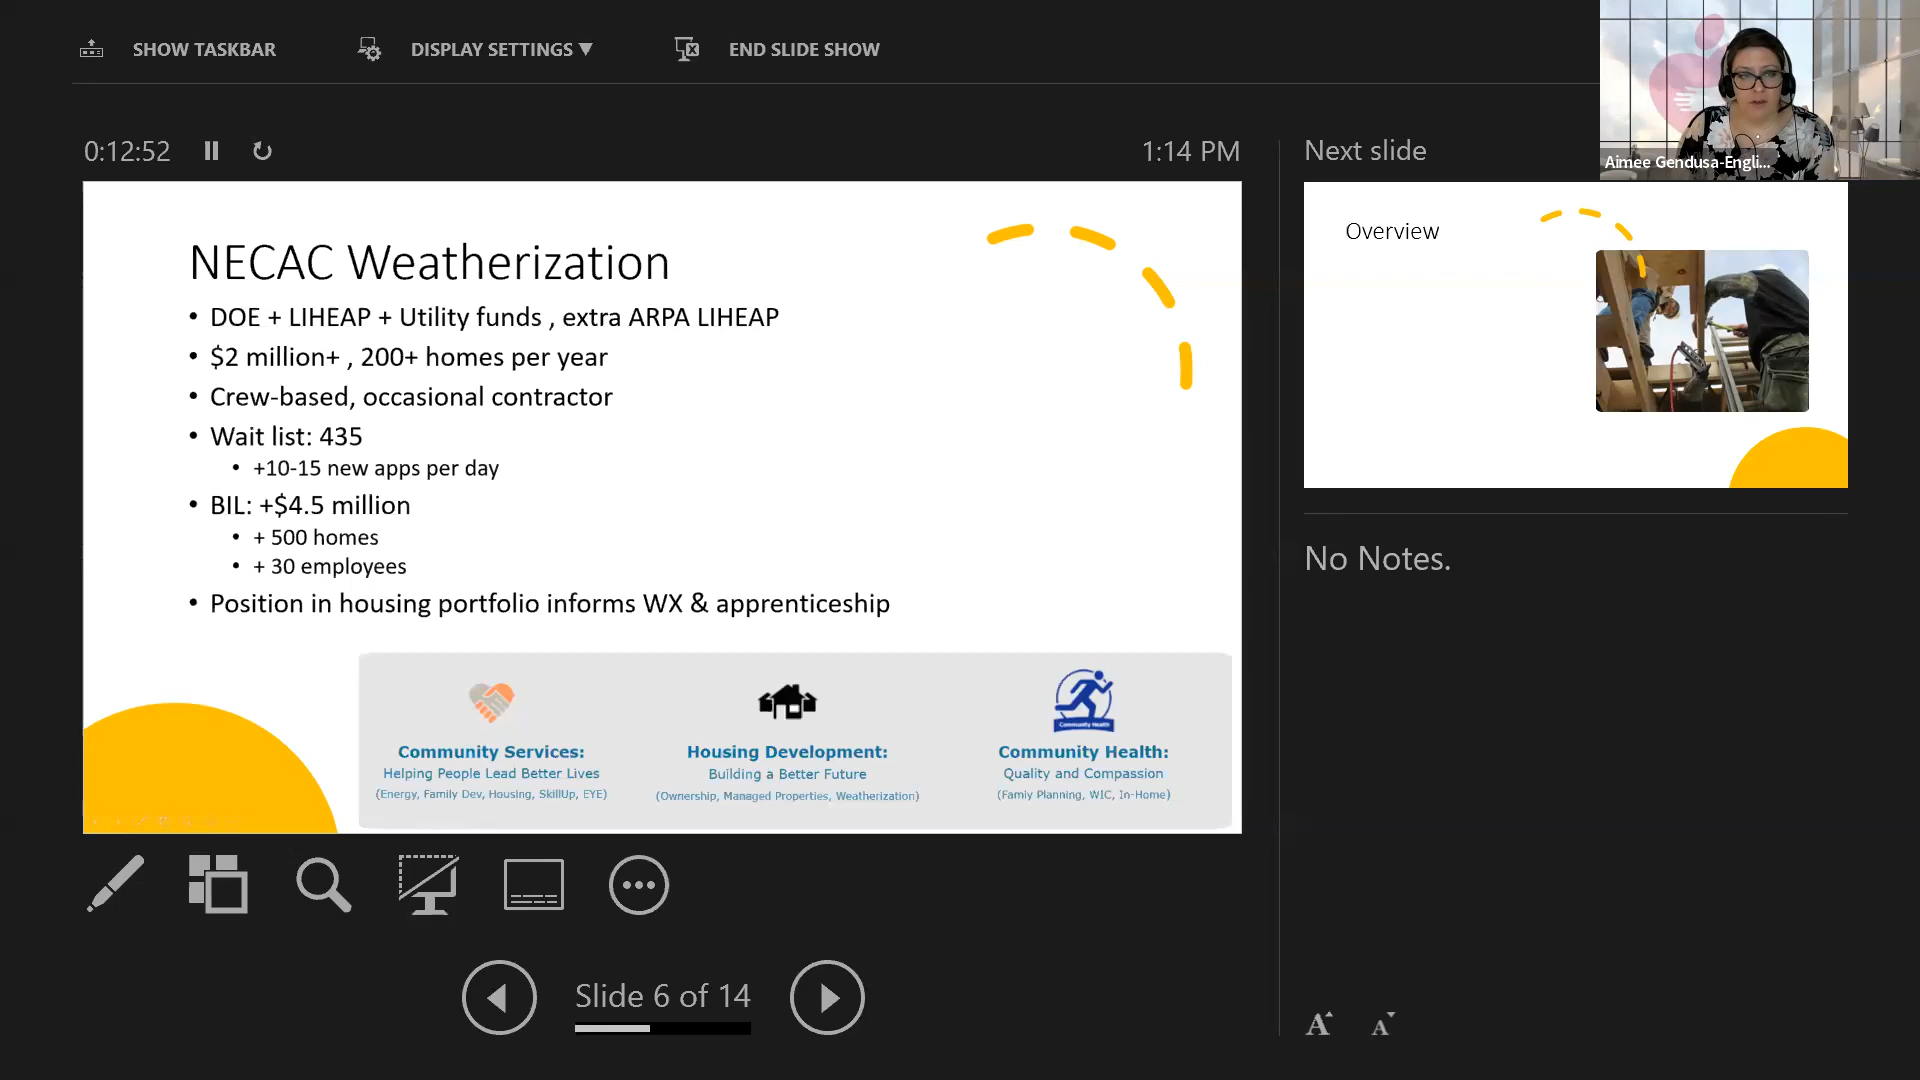 SHOW TASKBAR
DISPLAY SETTINGS ▼
END SLIDE SHOW
Aimee Gendusa-Engli...
0:12:52
1:14 PM
Next slide
NECAC Weatherization
• DOE + LIHEAP + Utility funds , extra ARPA LIHEAP
• $2 million+ , 200+ homes per year
• Crew-based, occasional contractor
• Wait list: 435
• +10-15 new apps per day
• BIL: +$4.5 million
• + 500 homes
• + 30 employees
• Position in housing portfolio informs WX & apprenticeship
Community Services:
Helping People Lead Better Lives
(Energy, Family Dev, Housing, SkillUp, EYE)
Housing Development:
Building a Better Future
(Ownership, Managed Properties, Weatherization)
Community Health
Community Health:
Quality and Compassion
(Famiy Planning, WIC, In-Home)
Overview
No Notes.
Slide 6 of 14
A
A